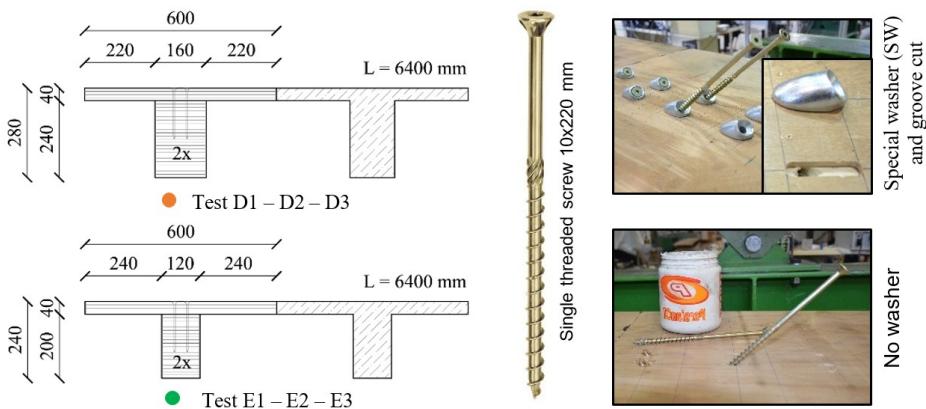 600
220 160 220
L = 6400 mm
40
280
240
2x
Test D1 – D2 – D3
600
240 120 240
L = 6400 mm
40
240
200
2x
Test E1 – E2 – E3
Single threaded screw 10x220 mm
Special washer (SW)
and groove cut
No washer